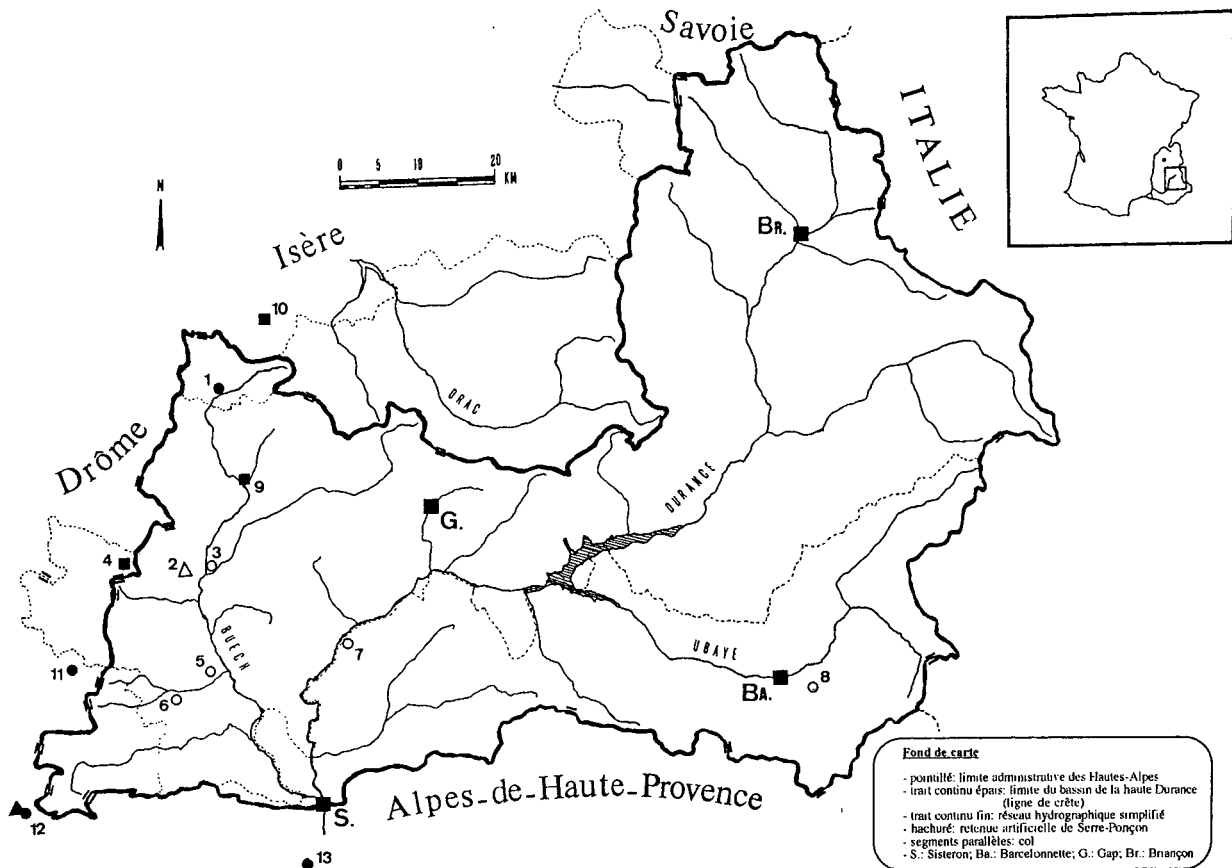 Savoie
ITALIE
0 5 10 20
KM
N
Isère
BR.
10
1
DRAC
Drôme
9
DURANCE
G.
4
2
3
BUECH
7
UBAYE
11
5
6
BA.
8
Fond de carte
- pointillé: limite administrative des Hautes-Alpes
- trait continu épais: limite du bassin de la haute Durance
(ligne de crête)
- trait continu fin: réseau hydrographique simplifié
- hachuré: retenue artificielle de Serre-Ponçon
- segments parallèles: col
- S.: Sisteron; Ba.: Barcelonnette; G.: Gap; Br.: Briançon
12
S.
Alpes-de-Haute-Provence
13